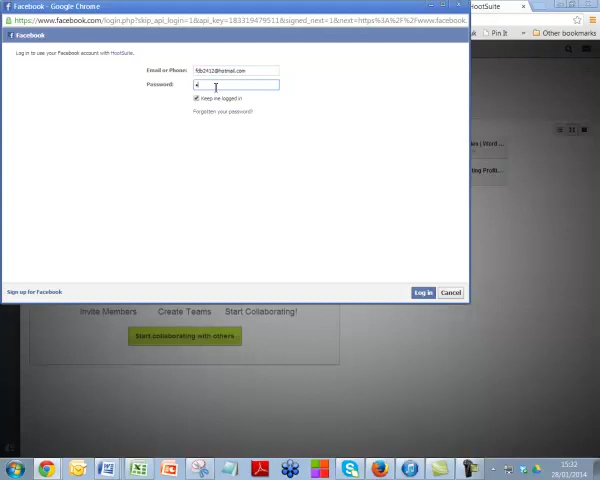 Facebook - Google Chrome
HootSuite
https://www.facebook.com/login.php?skip_api_login=1&api_key=183319479511&signed_next=1&next=https%3A%2F%2Fwww.facebook.
Pin It
Other bookmarks
Facebook
Log in to use your Facebook account with HootSuite.
Email or Phone:
fdb2412@hotmail.com
Password:
Keep me logged in
Forgotten your password?
Sign up for Facebook
Log in
Cancel
Invite Members
Create Teams
Start Collaborating!
Start collaborating with others
15:32
28/01/2014